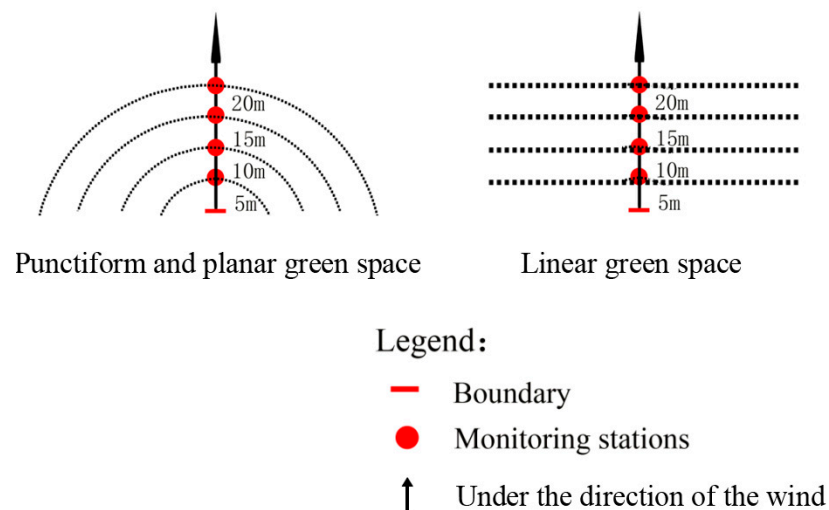 20m
15m
10m
5m
20m
15m
10m
5m
Punctiform and planar green space
Linear green space
Legend:
Boundary
Monitoring stations
Under the direction of the wind